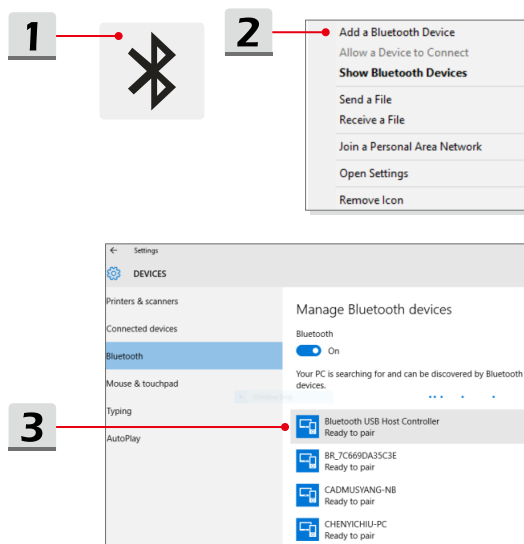 1
2
Add a Bluetooth Device
Allow a Device to Connect
Show Bluetooth Devices
Send a File
Receive a File
Join a Personal Area Network
Open Settings
Remove Icon
Settings
DEVICES
Printers & scanners
Connected devices
Bluetooth
Mouse & touchpad
Typing
AutoPlay
Manage Bluetooth devices
Bluetooth
On
Your PC is searching for and can be discovered by Bluetooth
devices.
3
Bluetooth USB Host Controller
Ready to pair
BR_7C669DA35C3E
Ready to pair
CADMUSYANG-NB
Ready to pair
CHENYICHIU-PC
Ready to pair